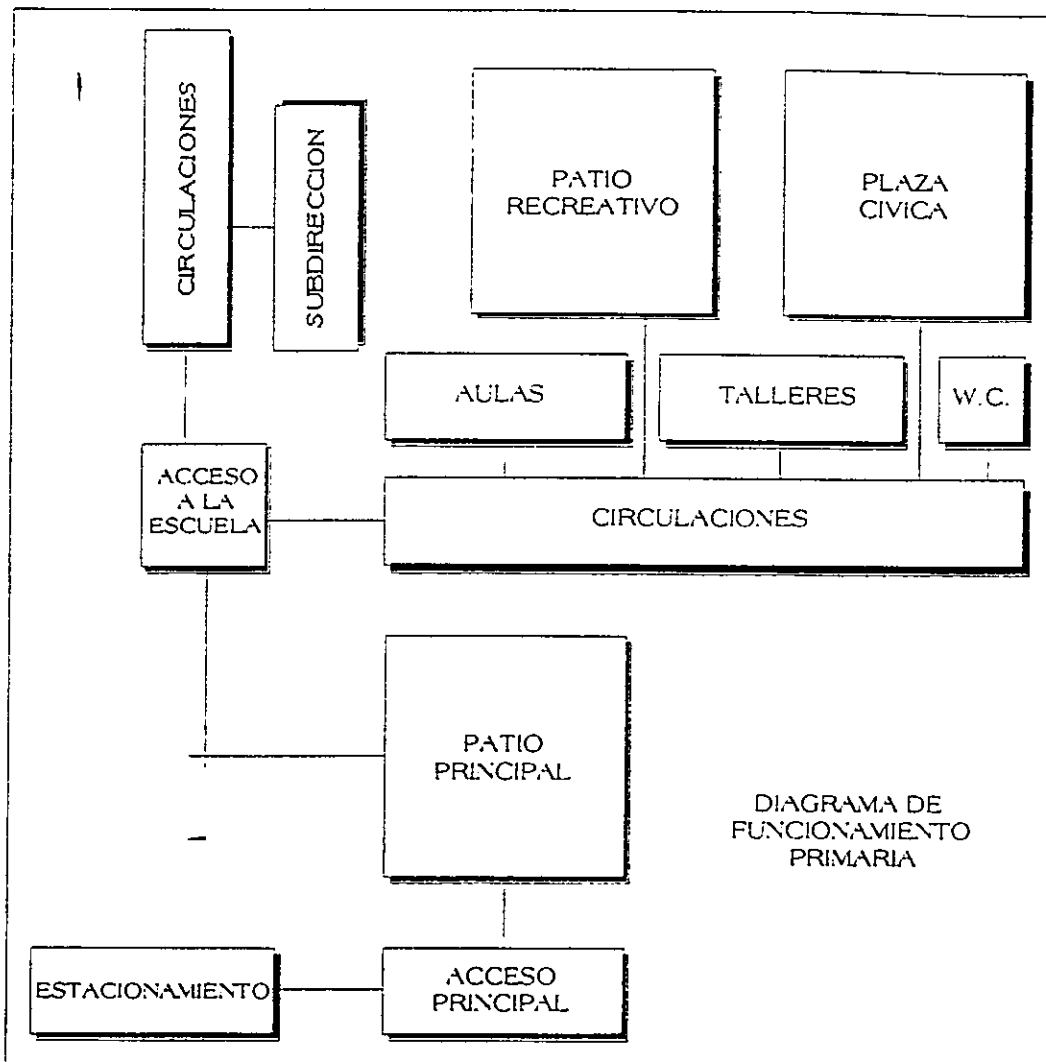 CIRCULACIONES
SUBDIRECCION
PATIO
RECREATIVO
PLAZA
CIVICA
AULAS
TALLERES
W.C.
ACCESO
A LA
ESCUELA
CIRCULACIONES
PATIO
PRINCIPAL
DIAGRAMA DE
FUNCIONAMIENTO
PRIMARIA
ESTACIONAMIENTO
ACCESO
PRINCIPAL